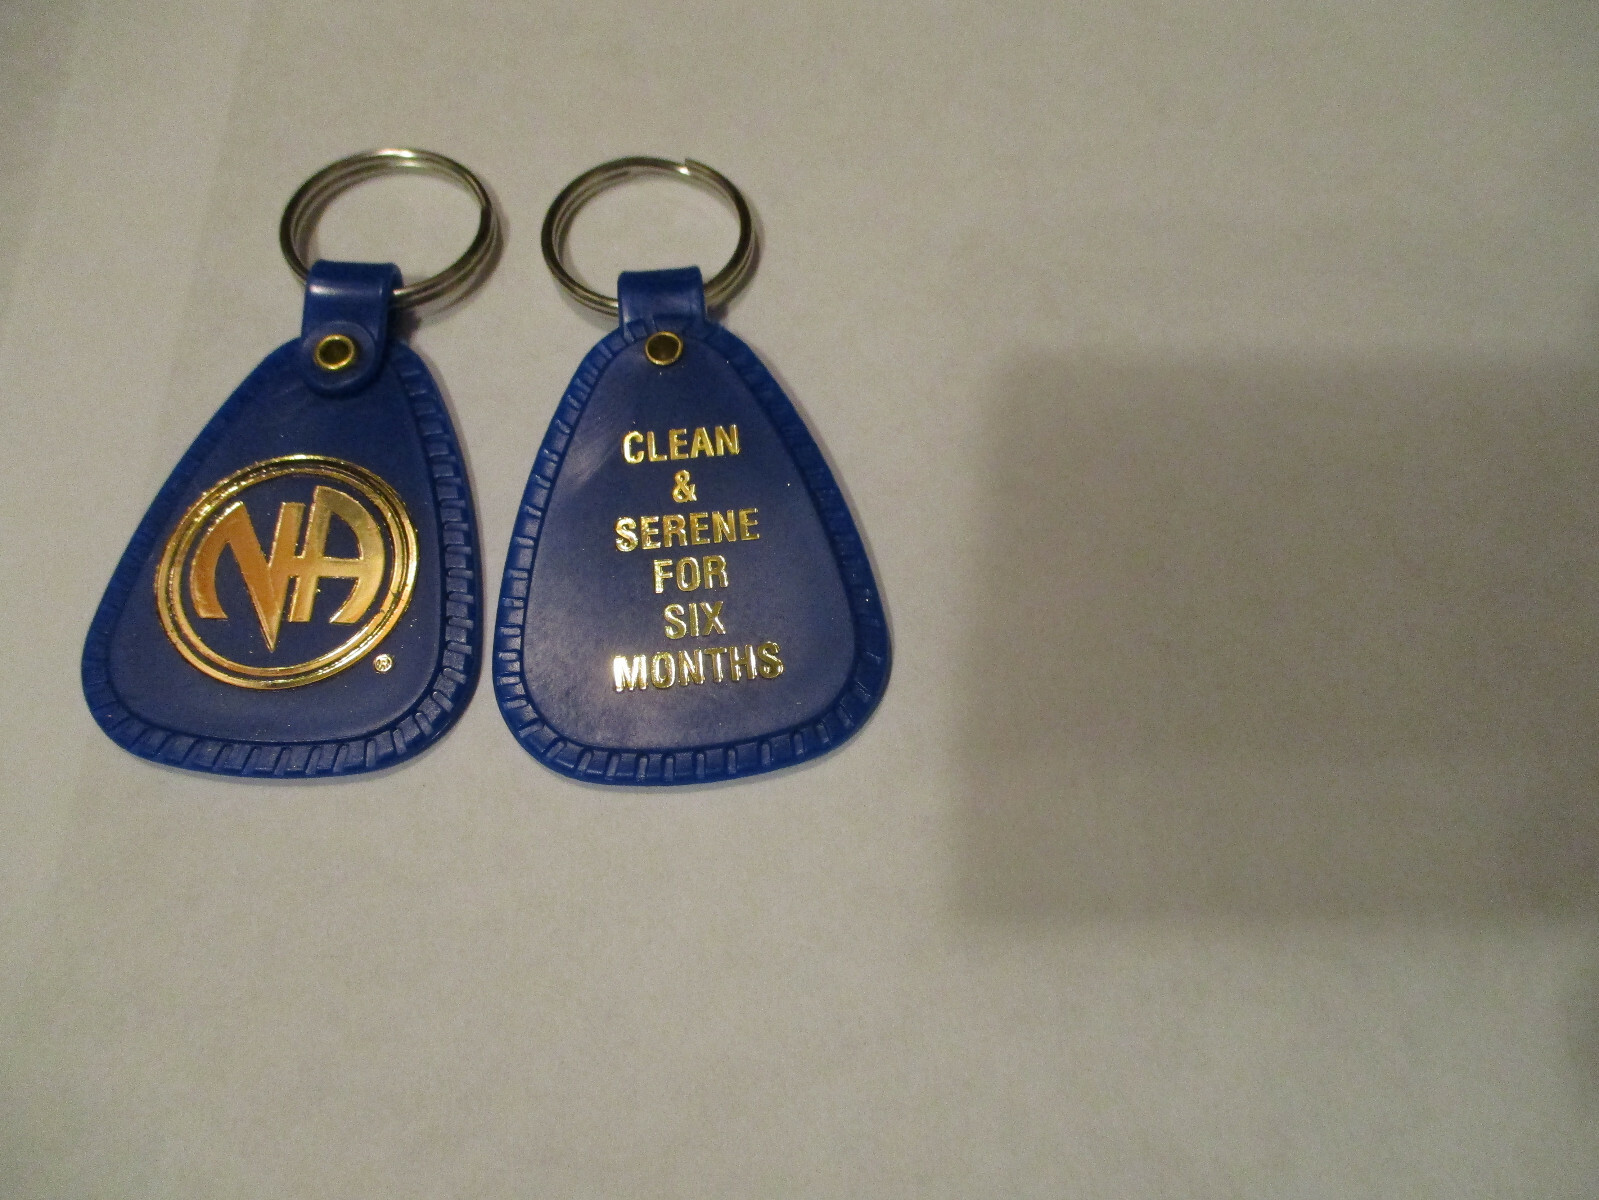 NA
®
CLEAN
&
SERENE
FOR
SIX
MONTHS